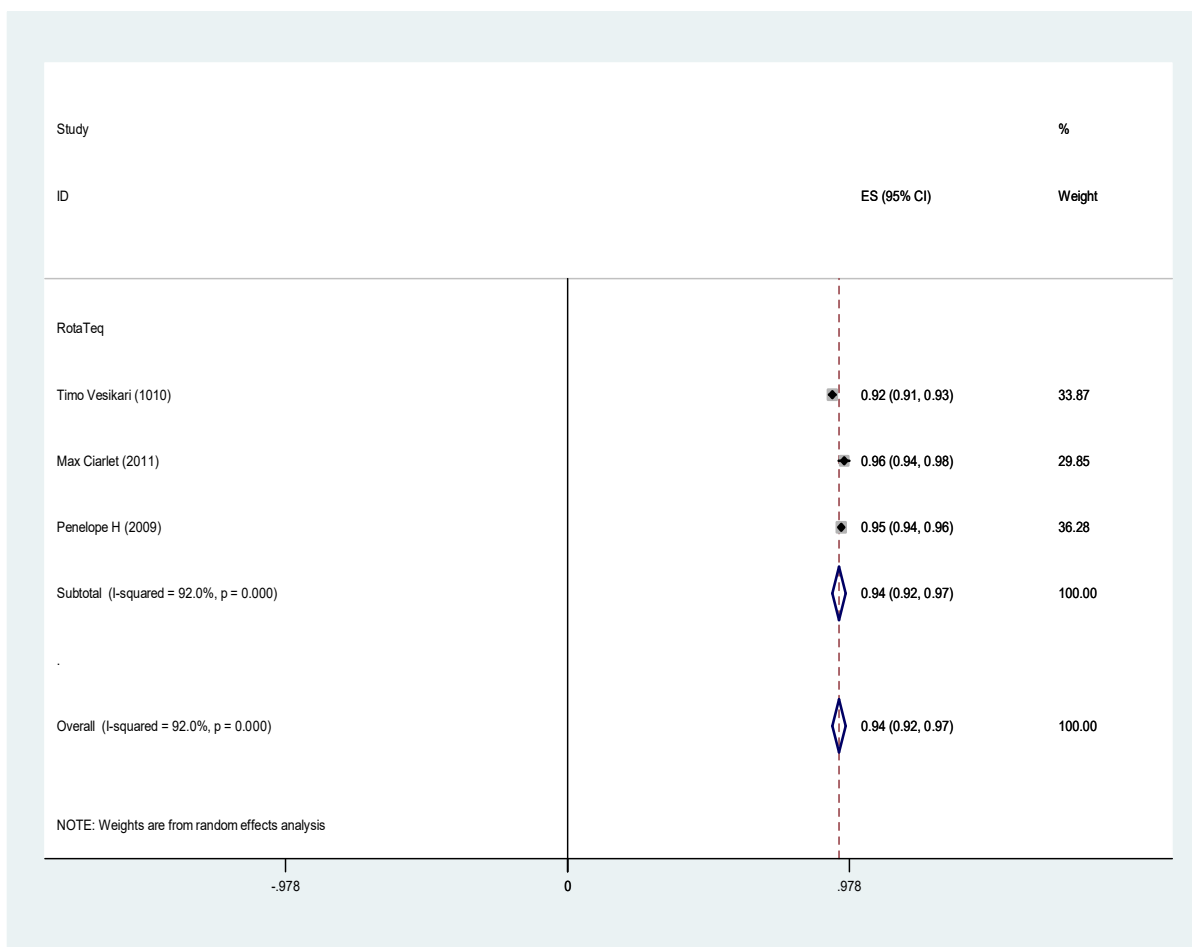 Study %
ID ES (95% CI) Weight
RotaTeq
Timo Vesikari (1010) 0.92 (0.91, 0.93) 33.87
Max Ciarlet (2011) 0.96 (0.94, 0.98) 29.85
Penelope H (2009) 0.95 (0.94, 0.96) 36.28
Subtotal (I-squared = 92.0%, p = 0.000) 0.94 (0.92, 0.97) 100.00
.
Overall (I-squared = 92.0%, p = 0.000) 0.94 (0.92, 0.97) 100.00
NOTE: Weights are from random effects analysis
-.978 0 .978